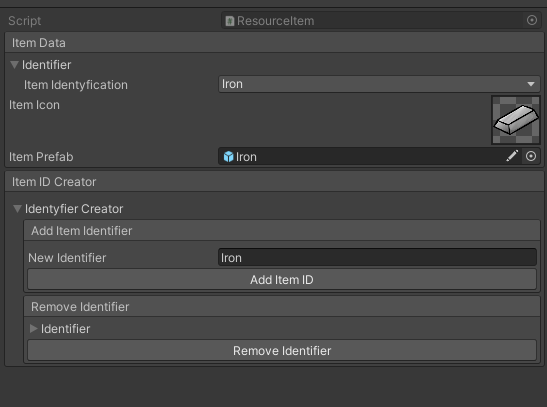 Script ResourceItem
Item Data
Identifier
Item Identyfication Iron
Item Icon
Item Prefab Iron
Item ID Creator
Identyfier Creator
Add Item Identifier
New Identifier Iron
Add Item ID
Remove Identifier
Identifier
Remove Identifier